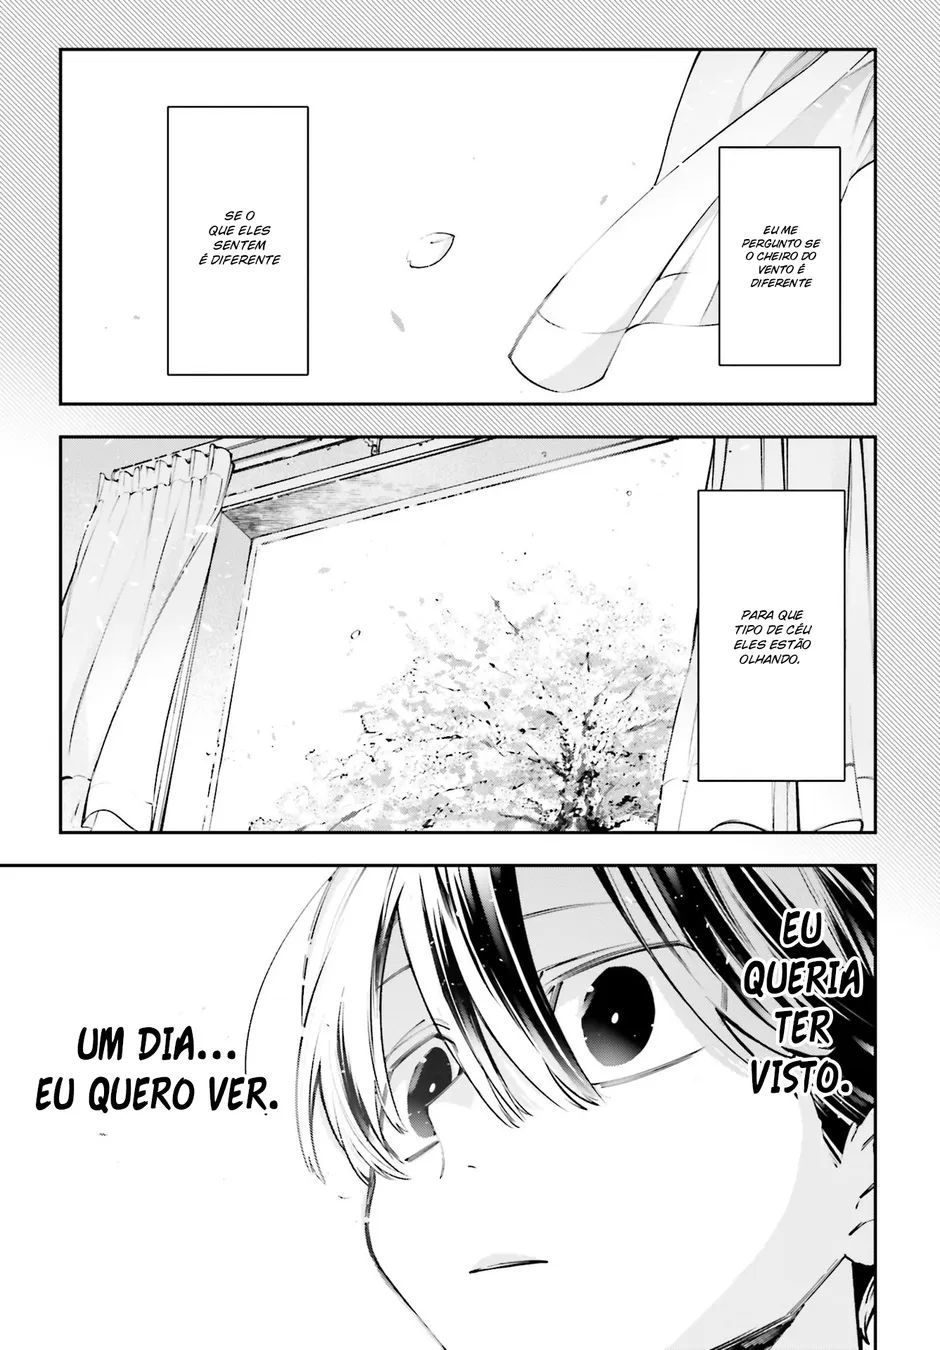 EU ME
PERGUNTO SE
O CHEIRO DO
VENTO É
DIFERENTE
SE O
QUE ELES
SENTEM
É DIFERENTE
PARA QUE
TIPO DE CÉU
ELES ESTÃO
OLHANDO.
EU
QUERIA
TER
VISTO.
UM DIA...
EU QUERO VER.